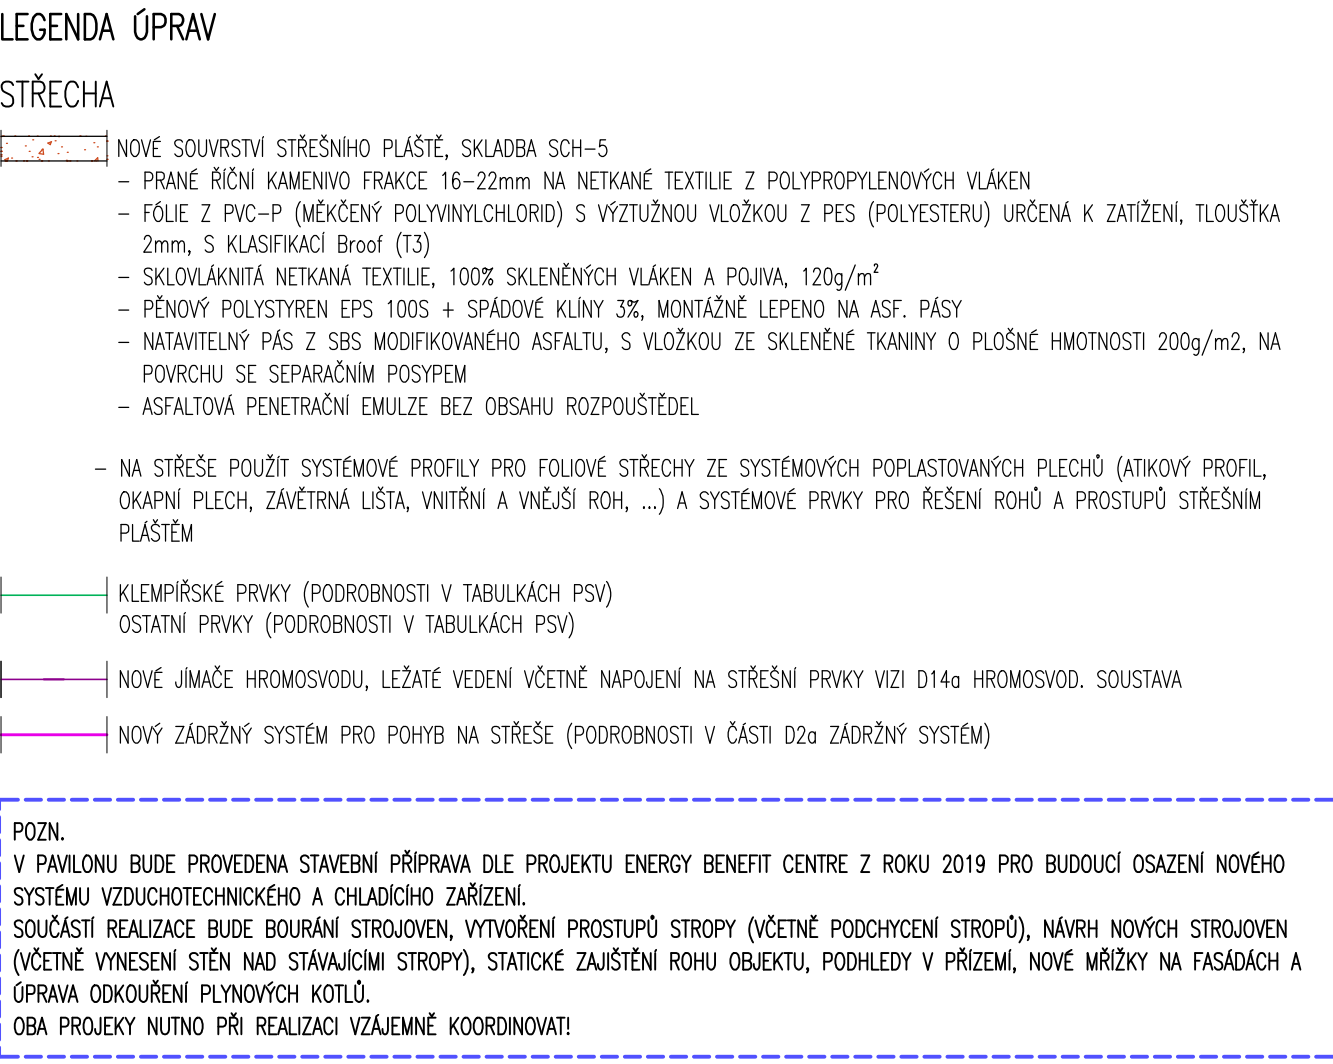 LEGENDA ÚPRAV
STŘECHA
NOVÉ SOUVRSTVÍ STŘEŠNÍHO PLÁŠTĚ, SKLADBA SCH-5
- PRANÉ ŘÍČNÍ KAMENIVO FRAKCE 16-22mm NA NETKANÉ TEXTILIE Z POLYPROPYLENOVÝCH VLÁKEN
- FÓLIE Z PVC-P (MĚKČENÝ POLYVINYLCHLORID) S VÝZTUŽNOU VLOŽKOU Z PES (POLYESTERU) URČENÁ K ZATÍŽENÍ, TLOUŠŤKA
2mm, S KLASIFIKACÍ Broof (T3)
- SKLOVLÁKNITÁ NETKANÁ TEXTILIE, 100% SKLENĚNÝCH VLÁKEN A POJIVA, 120g/m²
- PĚNOVÝ POLYSTYREN EPS 100S + SPÁDOVÉ KLÍNY 3%, MONTÁŽNĚ LEPENO NA ASF. PÁSY
- NATAVITELNÝ PÁS Z SBS MODIFIKOVANÉHO ASFALTU, S VLOŽKOU ZE SKLENĚNÉ TKANINY O PLOŠNÉ HMOTNOSTI 200g/m2, NA
POVRCHU SE SEPARAČNÍM POSYPEM
- ASFALTOVÁ PENETRAČNÍ EMULZE BEZ OBSAHU ROZPOUŠTĚDEL
- NA STŘEŠE POUŽÍT SYSTÉMOVÉ PROFILY PRO FOLIOVÉ STŘECHY ZE SYSTÉMOVÝCH POPLASTOVANÝCH PLECHŮ (ATIKOVÝ PROFIL,
OKAPNÍ PLECH, ZÁVĚTRNÁ LIŠTA, VNITŘNÍ A VNĚJŠÍ ROH, ...) A SYSTÉMOVÉ PRVKY PRO ŘEŠENÍ ROHŮ A PROSTUPŮ STŘEŠNÍM
PLÁŠTĚM
KLEMPÍŘSKÉ PRVKY (PODROBNOSTI V TABULKÁCH PSV)
OSTATNÍ PRVKY (PODROBNOSTI V TABULKÁCH PSV)
NOVÉ JÍMAČE HROMOSVODU, LEŽATÉ VEDENÍ VČETNĚ NAPOJENÍ NA STŘEŠNÍ PRVKY VIZI D14a HROMOSVOD. SOUSTAVA
NOVÝ ZÁDRŽNÝ SYSTÉM PRO POHYB NA STŘEŠE (PODROBNOSTI V ČÁSTI D2a ZÁDRŽNÝ SYSTÉM)
POZN.
V PAVILONU BUDE PROVEDENA STAVEBNÍ PŘÍPRAVA DLE PROJEKTU ENERGY BENEFIT CENTRE Z ROKU 2019 PRO BUDOUCÍ OSAZENÍ NOVÉHO
SYSTÉMU VZDUCHOTECHNICKÉHO A CHLADÍCÍHO ZAŘÍZENÍ.
SOUČÁSTÍ REALIZACE BUDE BOURÁNÍ STROJOVEN, VYTVOŘENÍ PROSTUPŮ STROPY (VČETNĚ PODCHYCENÍ STROPŮ), NÁVRH NOVÝCH STROJOVEN
(VČETNĚ VYNESENÍ STĚN NAD STÁVAJÍCÍMI STROPY), STATICKÉ ZAJIŠTĚNÍ ROHU OBJEKTU, PODHLEDY V PŘÍZEMÍ, NOVÉ MŘÍŽKY NA FASÁDÁCH A
ÚPRAVA ODKOUŘENÍ PLYNOVÝCH KOTLŮ.
OBA PROJEKY NUTNO PŘI REALIZACI VZÁJEMNĚ KOORDINOVAT!